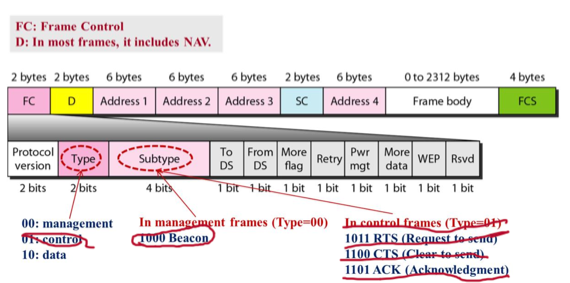 FC: Frame Control
D: In most frames, it includes NAV.
2 bytes 2 bytes 6 bytes 6 bytes 6 bytes 2 bytes 6 bytes 0 to 2312 bytes 4 bytes
FC D Address 1 Address 2 Address 3 SC Address 4 Frame body FCS
Protocol version Type Subtype To DS From DS More flag Retry Pwr mgt More data WEP Rsvd
2 bits 2 bits 4 bits 1 bit 1 bit 1 bit 1 bit 1 bit 1 bit 1 bit 1 bit
00: management
01: control
10: data
In management frames (Type=00)
1000 Beacon
In control frames (Type=01)
1011 RTS (Request to send)
1100 CTS (Clear to send)
1101 ACK (Acknowledgment)